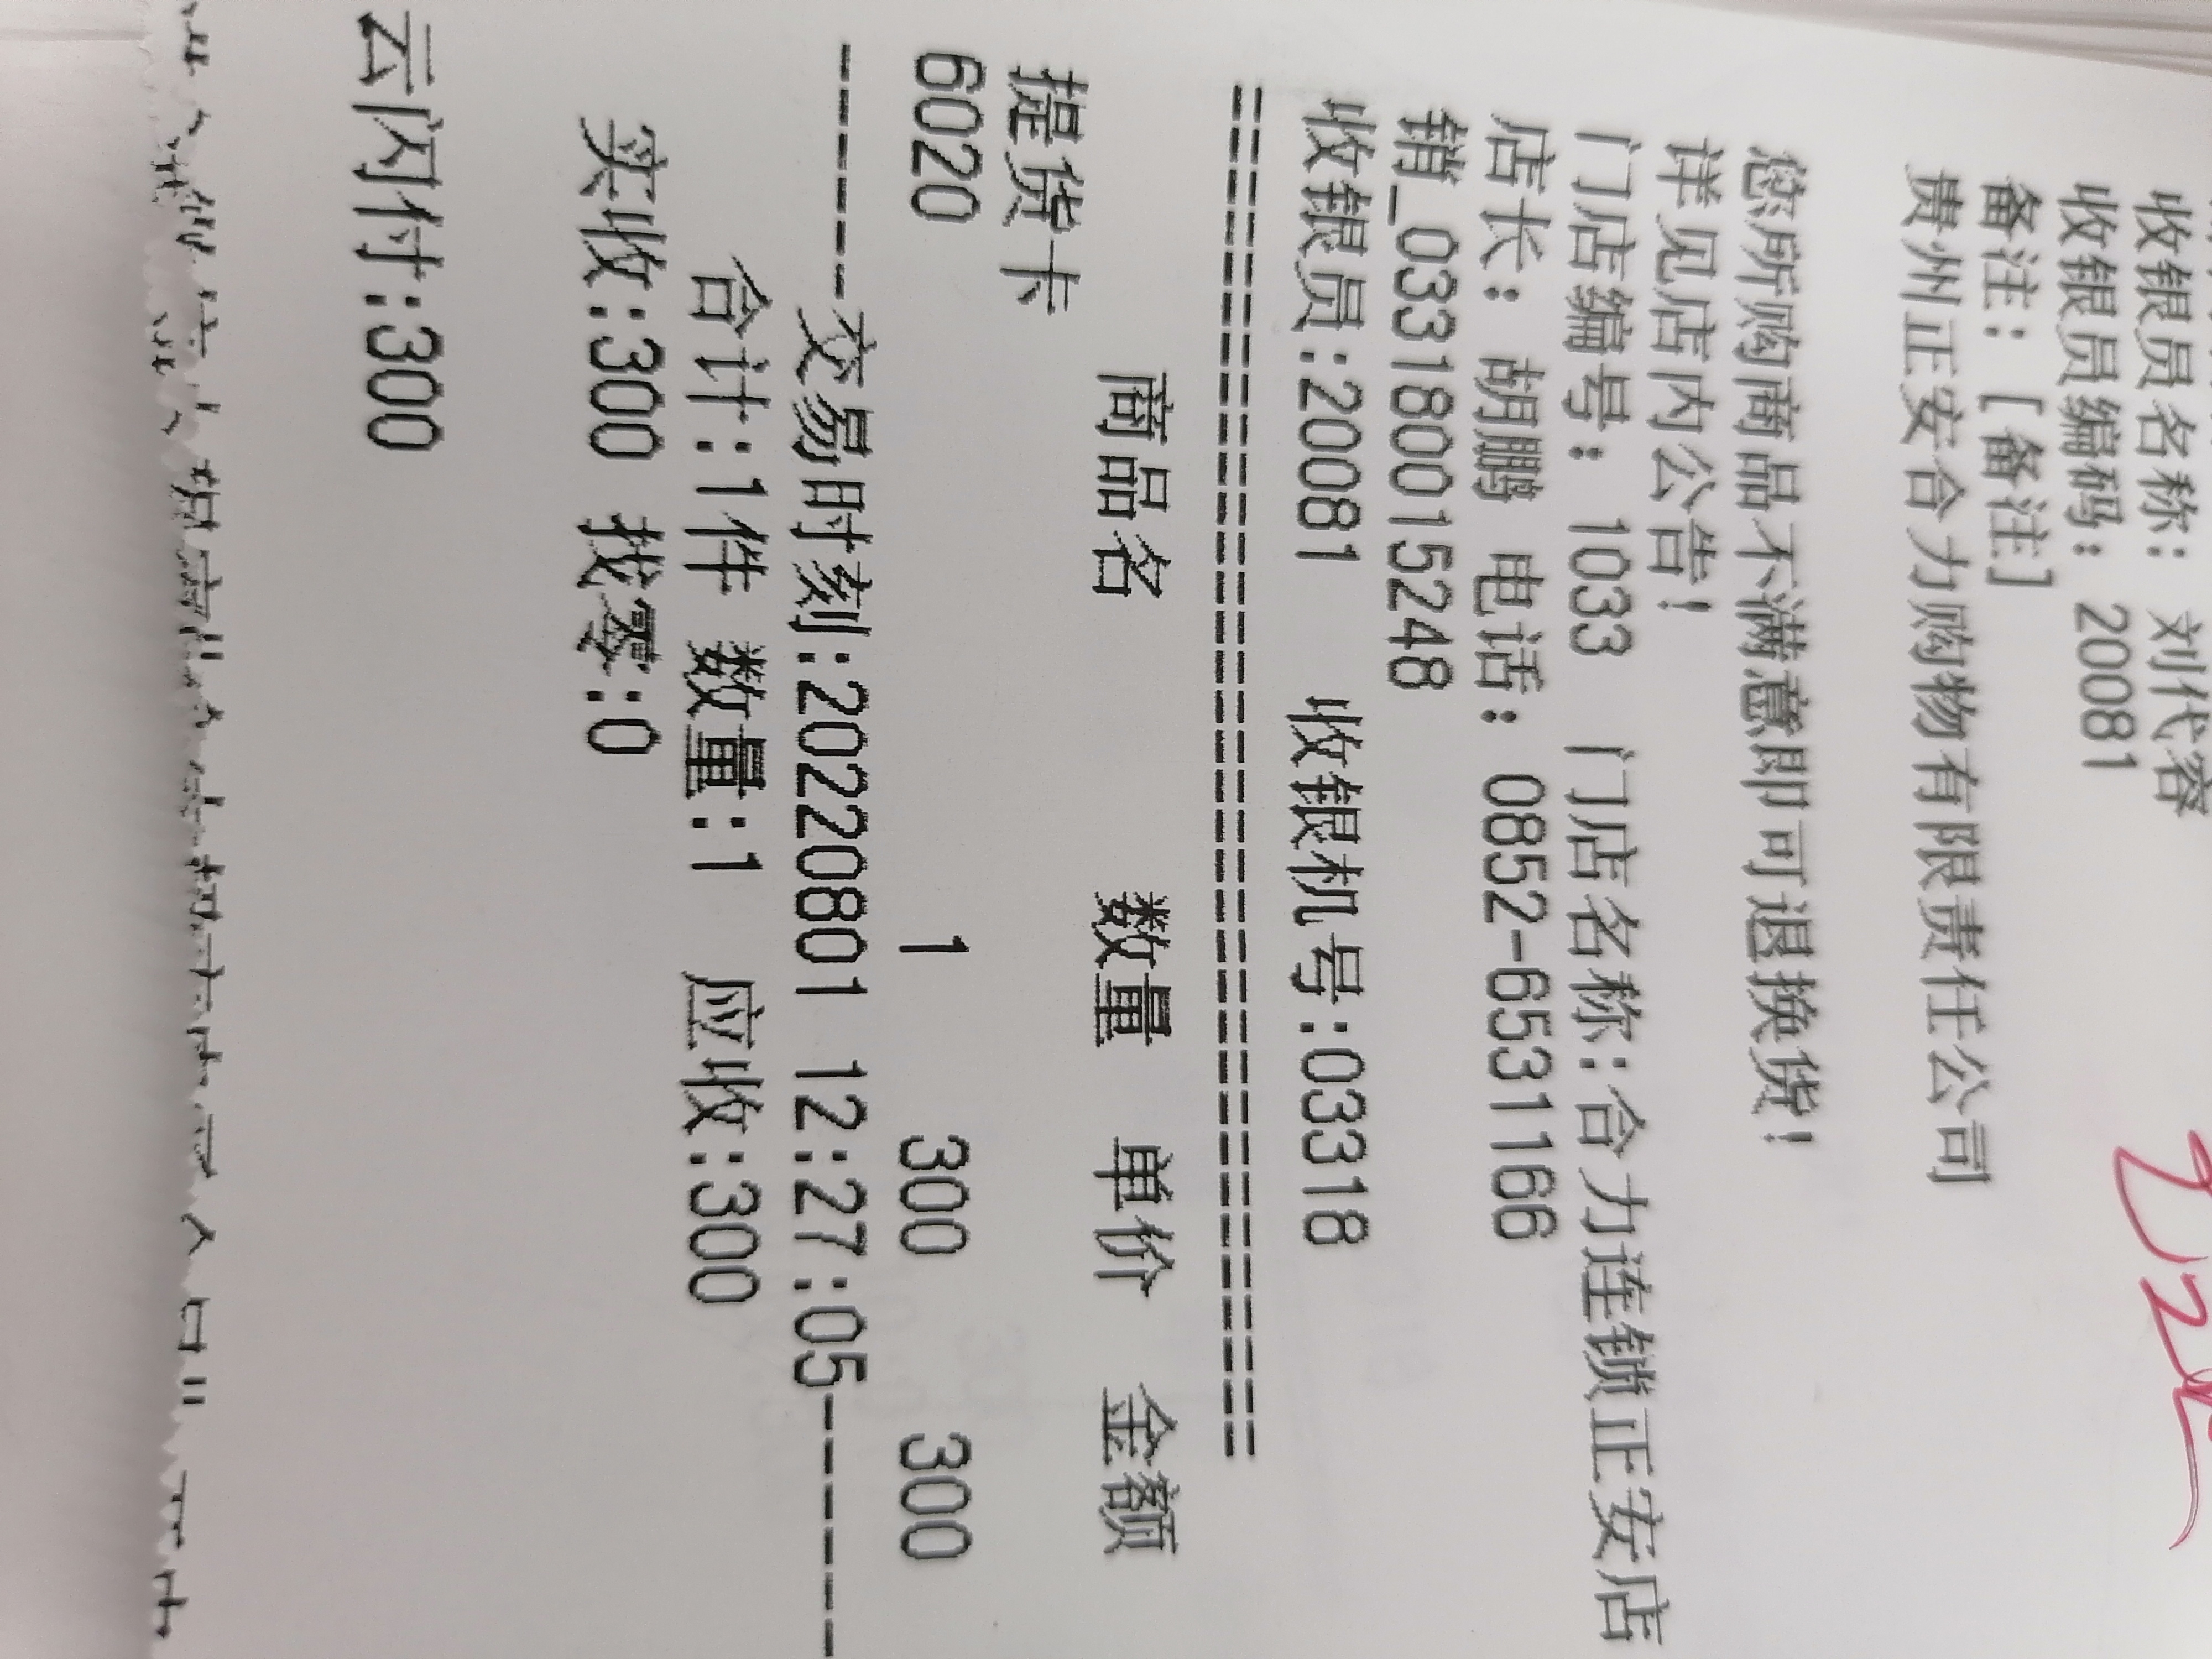 收银员名称: 刘代容
收银员编码: 20081
备注: [备注]
贵州正安合力购物有限责任公司
您所购商品不满意即可退换货!
详见店内公告!
门店编号: 1033 门店名称:合力连锁正安店
店长: 胡鹏 电话: 0852-6531166
销_0331800015248
收银员:20081 收银机号:03318
================================
商品名 数量 单价 金额
提货卡
6020 1 300 300
------交易时刻:20220801 12:27:05------
合计:1件 数量:1 应收:300
实收:300 找零:0
云闪付:300